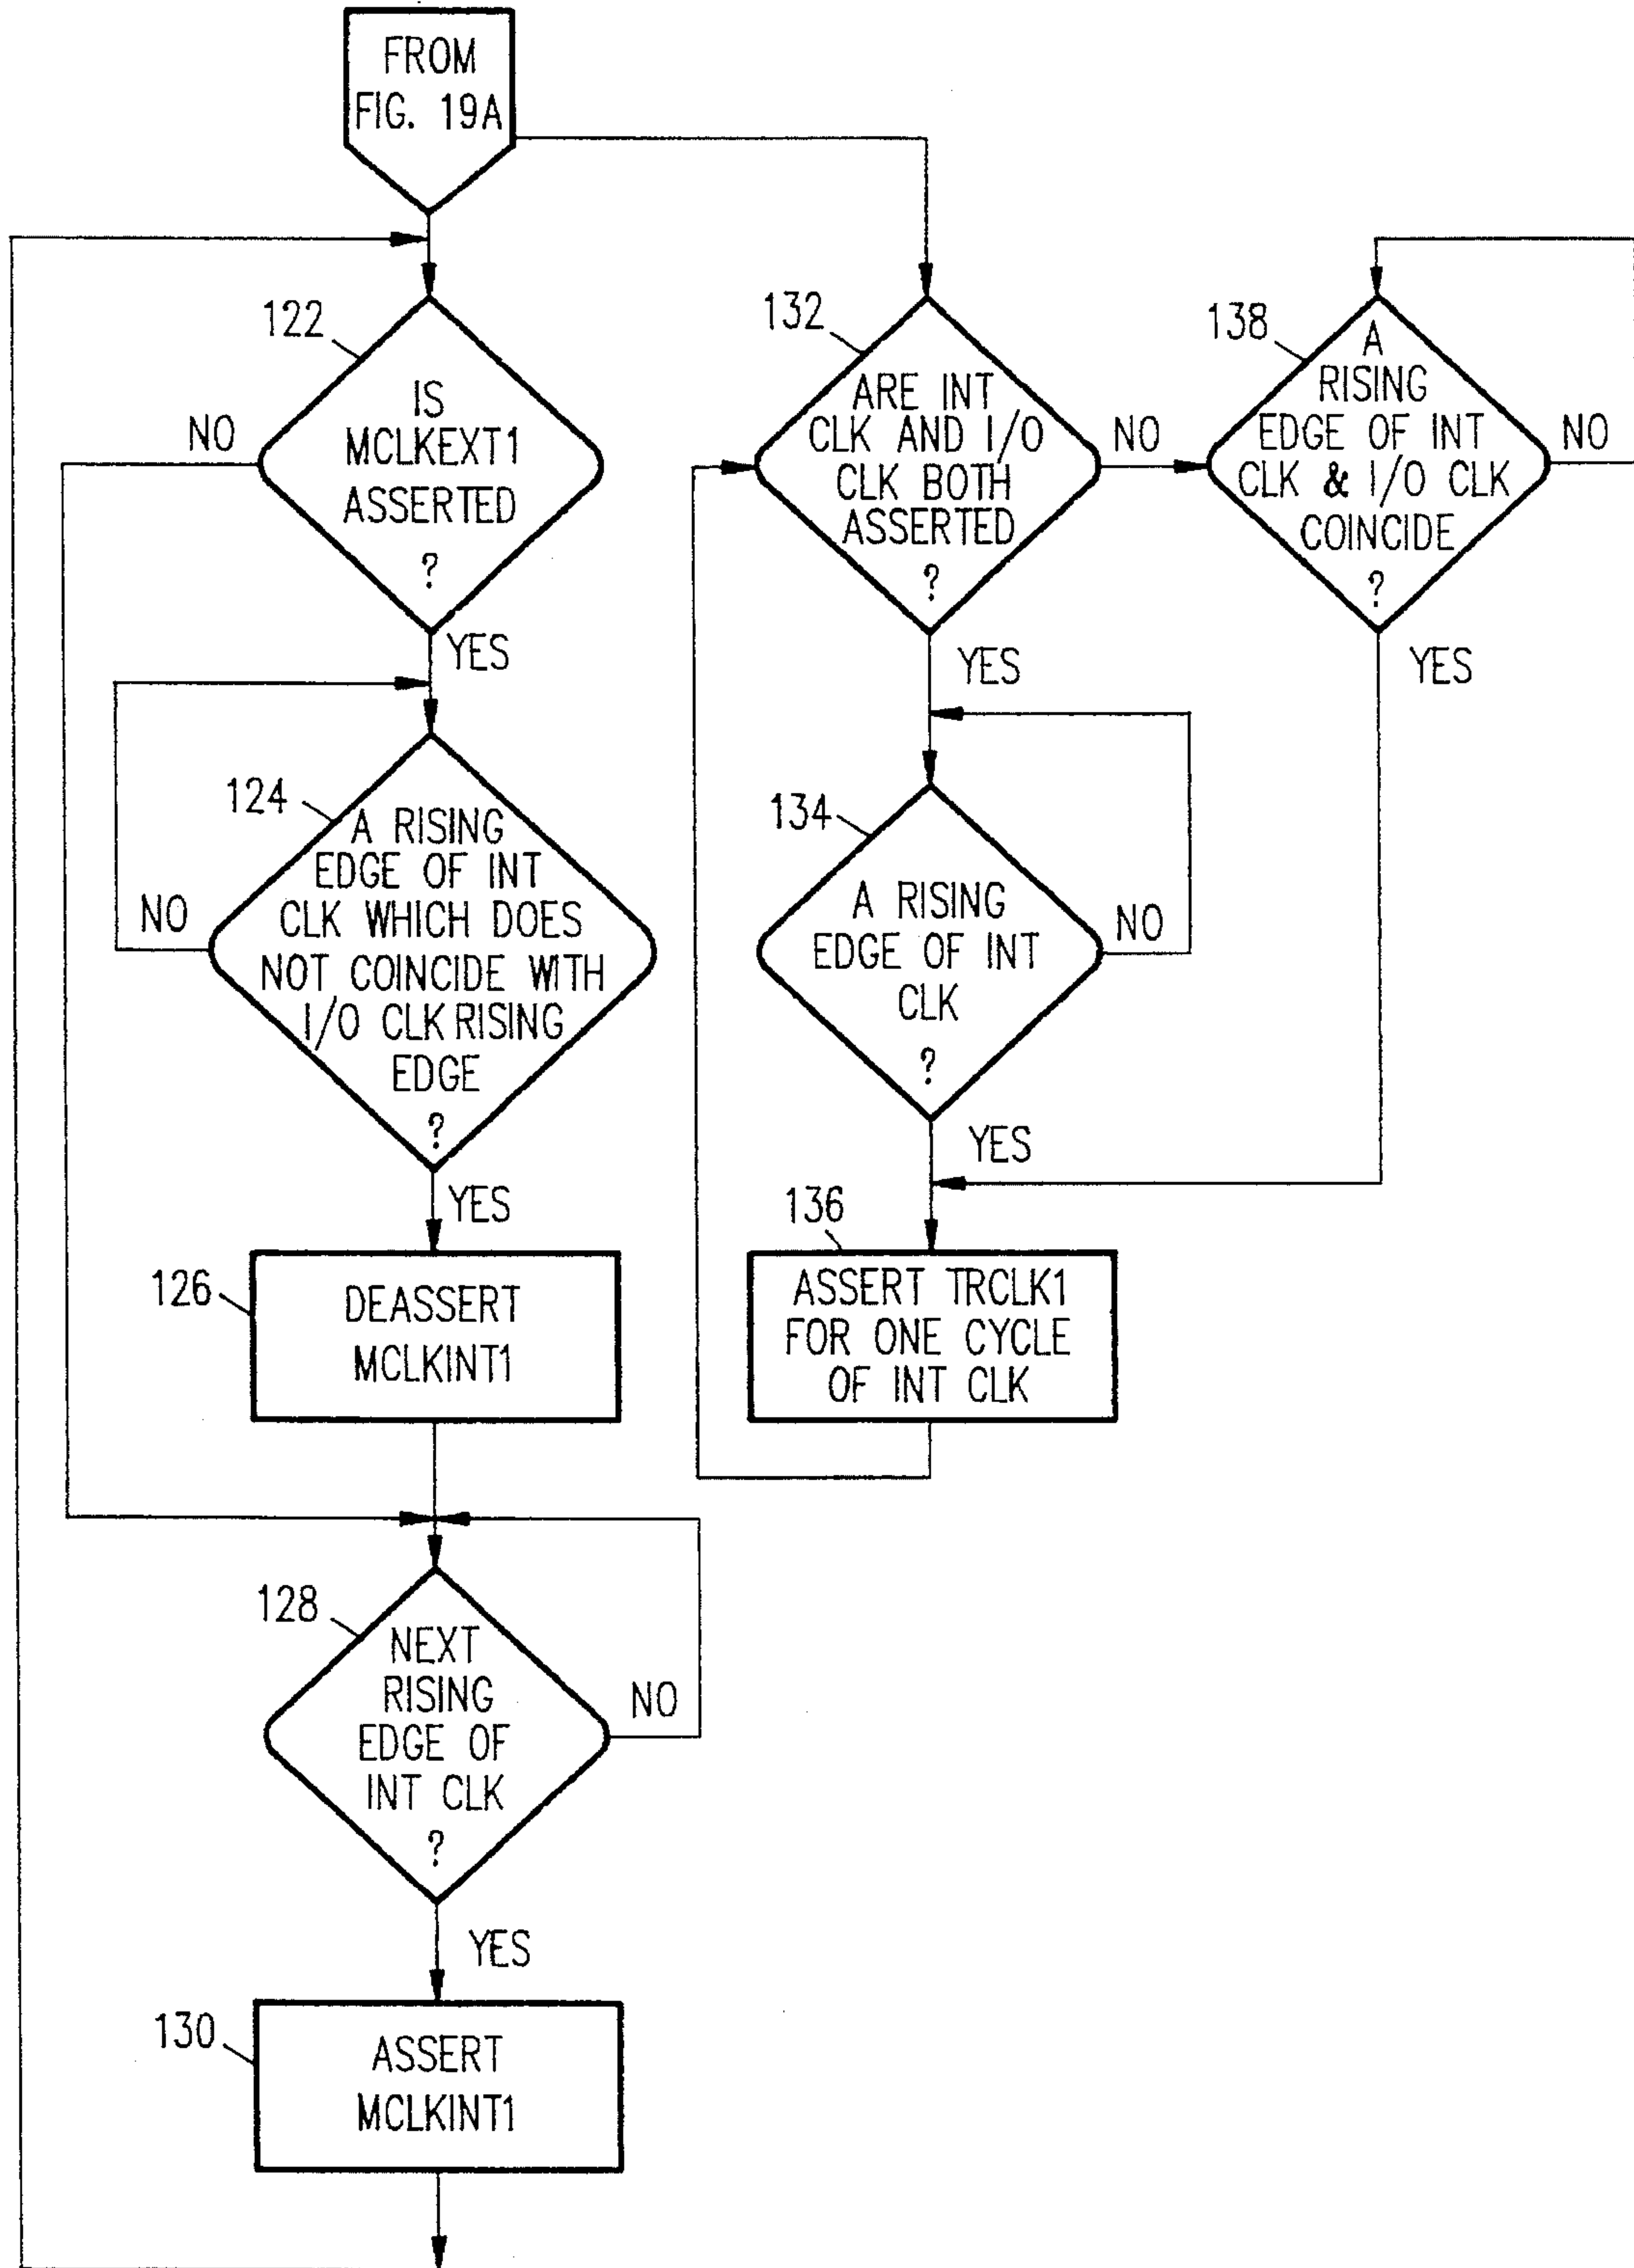 FROM
FIG. 19A
122
IS
MCLKEXT1
ASSERTED
?
NO
YES
124
A RISING
EDGE OF INT
CLK WHICH DOES
NOT COINCIDE WITH
I/O CLK RISING
EDGE
?
NO
YES
126
DEASSERT
MCLKINT1
128
NEXT
RISING
EDGE OF
INT CLK
?
NO
YES
130
ASSERT
MCLKINT1
132
ARE INT
CLK AND I/O
CLK BOTH
ASSERTED
?
NO
YES
134
A RISING
EDGE OF INT
CLK
?
NO
YES
136
ASSERT TRCLK1
FOR ONE CYCLE
OF INT CLK
138
A
RISING
EDGE OF INT
CLK & I/O CLK
COINCIDE
?
NO
YES